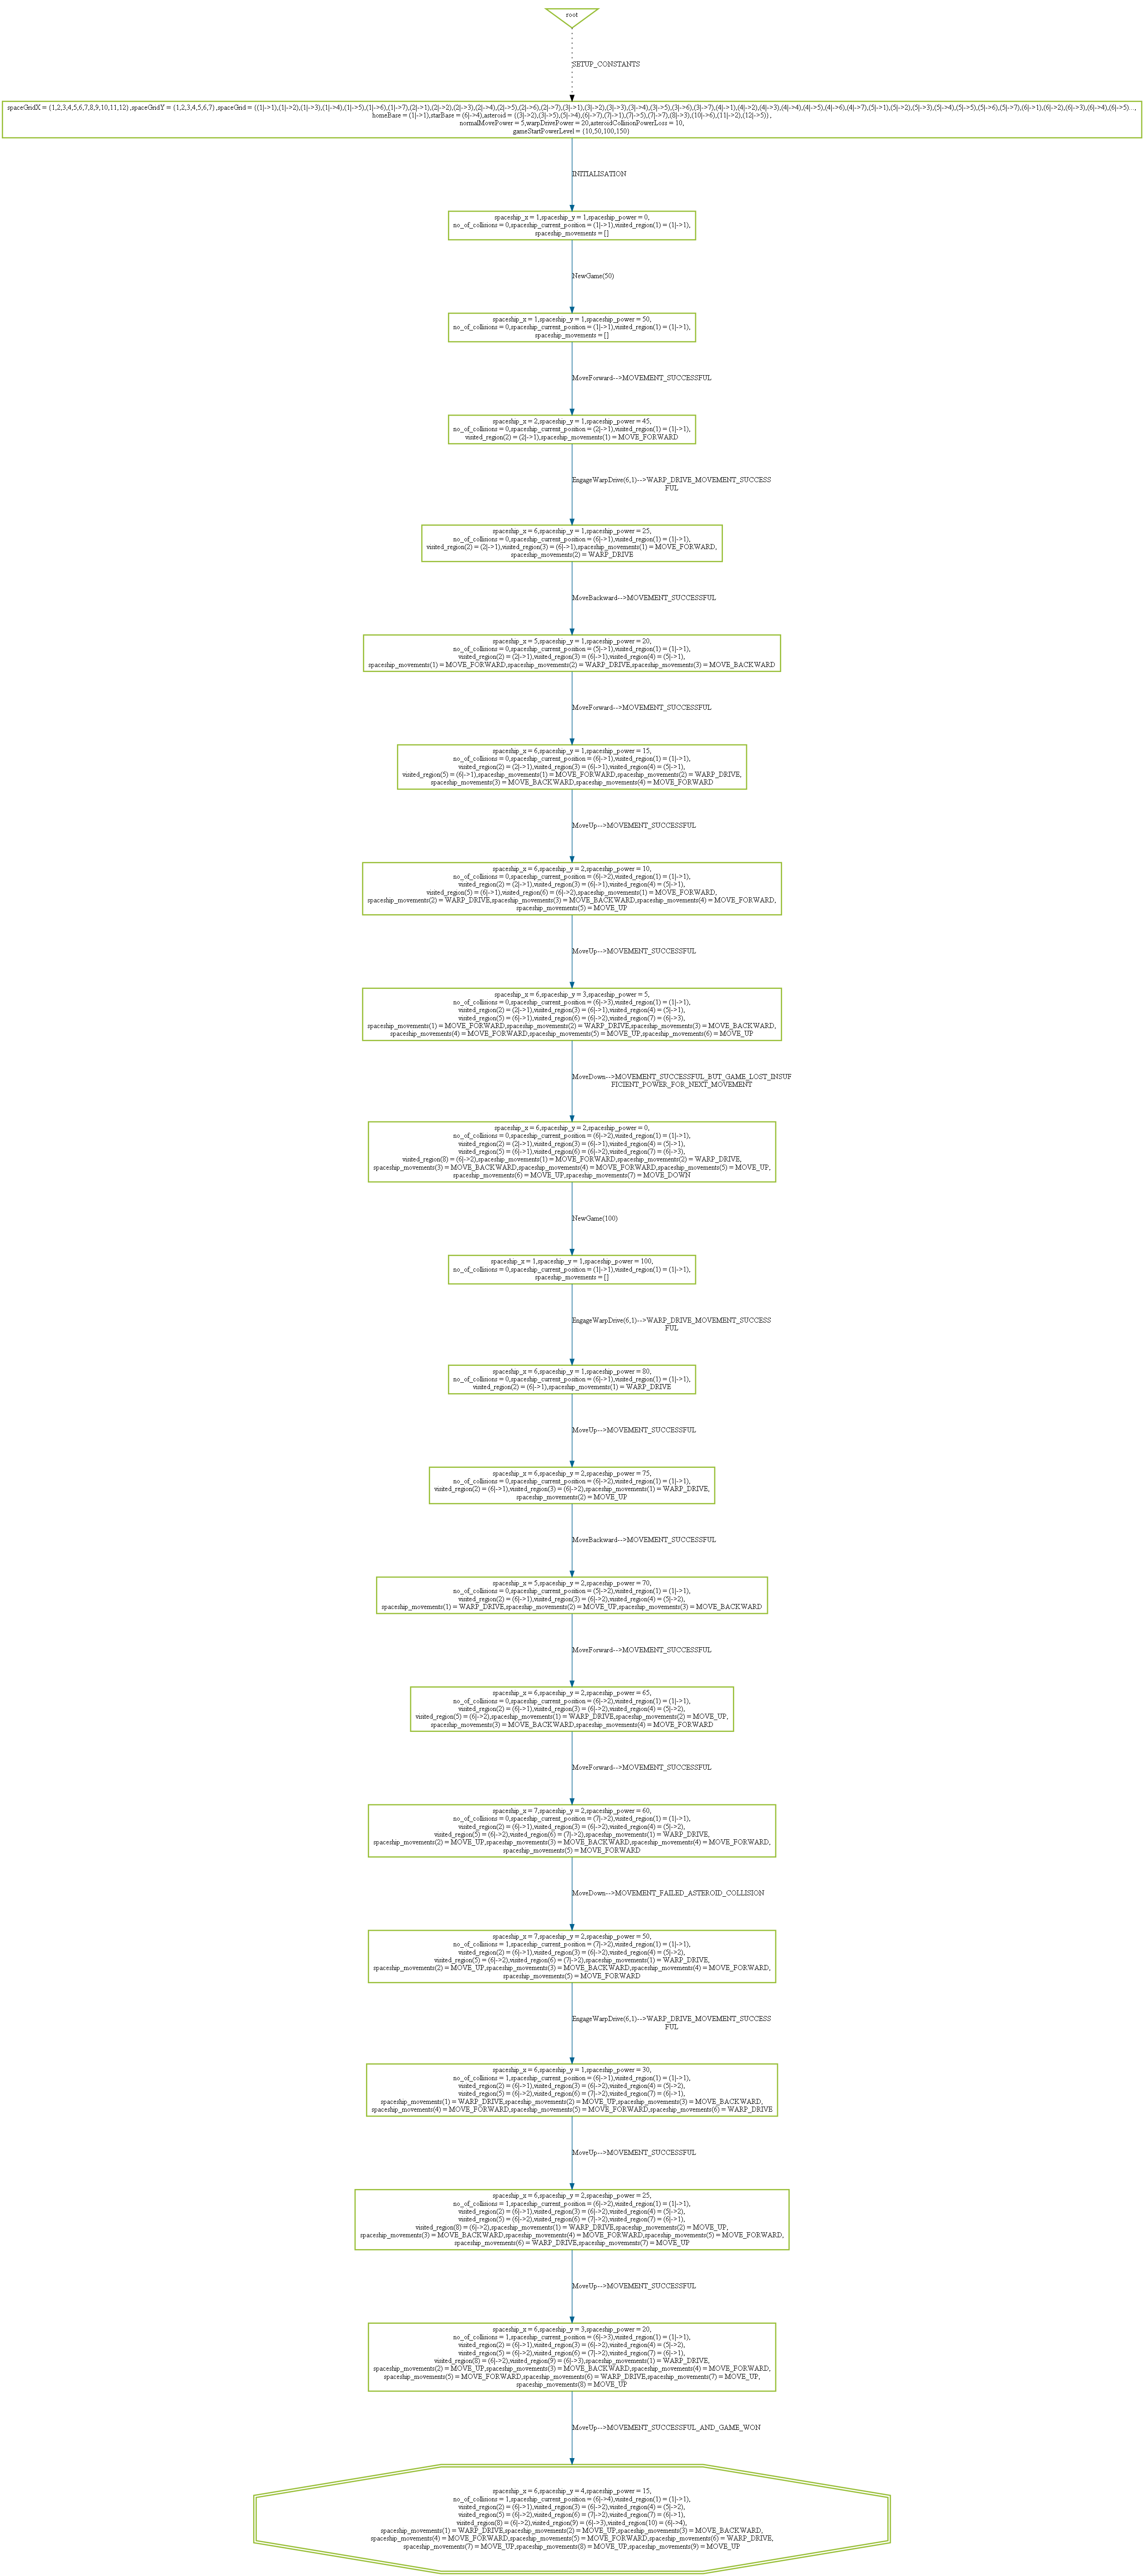 root
SETUP_CONSTANTS
spaceGridX = {1,2,3,4,5,6,7,8,9,10,11,12},spaceGridY = {1,2,3,4,5,6,7},spaceGrid = {(1|->1),(1|->2),(1|->3),(1|->4),(1|->5),(1|->6),(1|->7),(2|->1),(2|->2),(2|->3),(2|->4),(2|->5),(2|->6),(2|->7),(3|->1),(3|->2),(3|->3),(3|->4),(3|->5),(3|->6),(3|->7),(4|->1),(4|->2),(4|->3),(4|->4),(4|->5),(4|->6),(4|->7),(5|->1),(5|->2),(5|->3),(5|->4),(5|->5),(5|->6),(5|->7),(6|->1),(6|->2),(6|->3),(6|->4),(6|->5)...,
homeBase = (1|->1),starBase = (6|->4),asteroid = {(3|->2),(3|->5),(5|->4),(6|->7),(7|->1),(7|->5),(7|->7),(8|->3),(10|->6),(11|->2),(12|->5)},
normalMovePower = 5,warpDrivePower = 20,asteroidCollisionPowerLoss = 10,
gameStartPowerLevel = {10,50,100,150}
INITIALISATION
spaceship_x = 1,spaceship_y = 1,spaceship_power = 0,
no_of_collisions = 0,spaceship_current_position = (1|->1),visited_region(1) = (1|->1),
spaceship_movements = []
NewGame(50)
spaceship_x = 1,spaceship_y = 1,spaceship_power = 50,
no_of_collisions = 0,spaceship_current_position = (1|->1),visited_region(1) = (1|->1),
spaceship_movements = []
MoveForward-->MOVEMENT_SUCCESSFUL
spaceship_x = 2,spaceship_y = 1,spaceship_power = 45,
no_of_collisions = 0,spaceship_current_position = (2|->1),visited_region(1) = (1|->1),
visited_region(2) = (2|->1),spaceship_movements(1) = MOVE_FORWARD
EngageWarpDrive(6,1)-->WARP_DRIVE_MOVEMENT_SUCCESS
FUL
spaceship_x = 6,spaceship_y = 1,spaceship_power = 25,
no_of_collisions = 0,spaceship_current_position = (6|->1),visited_region(1) = (1|->1),
visited_region(2) = (2|->1),visited_region(3) = (6|->1),spaceship_movements(1) = MOVE_FORWARD,
spaceship_movements(2) = WARP_DRIVE
MoveBackward-->MOVEMENT_SUCCESSFUL
spaceship_x = 5,spaceship_y = 1,spaceship_power = 20,
no_of_collisions = 0,spaceship_current_position = (5|->1),visited_region(1) = (1|->1),
visited_region(2) = (2|->1),visited_region(3) = (6|->1),visited_region(4) = (5|->1),
spaceship_movements(1) = MOVE_FORWARD,spaceship_movements(2) = WARP_DRIVE,spaceship_movements(3) = MOVE_BACKWARD
MoveForward-->MOVEMENT_SUCCESSFUL
spaceship_x = 6,spaceship_y = 1,spaceship_power = 15,
no_of_collisions = 0,spaceship_current_position = (6|->1),visited_region(1) = (1|->1),
visited_region(2) = (2|->1),visited_region(3) = (6|->1),visited_region(4) = (5|->1),
visited_region(5) = (6|->1),spaceship_movements(1) = MOVE_FORWARD,spaceship_movements(2) = WARP_DRIVE,
spaceship_movements(3) = MOVE_BACKWARD,spaceship_movements(4) = MOVE_FORWARD
MoveUp-->MOVEMENT_SUCCESSFUL
spaceship_x = 6,spaceship_y = 2,spaceship_power = 10,
no_of_collisions = 0,spaceship_current_position = (6|->2),visited_region(1) = (1|->1),
visited_region(2) = (2|->1),visited_region(3) = (6|->1),visited_region(4) = (5|->1),
visited_region(5) = (6|->1),visited_region(6) = (6|->2),spaceship_movements(1) = MOVE_FORWARD,
spaceship_movements(2) = WARP_DRIVE,spaceship_movements(3) = MOVE_BACKWARD,spaceship_movements(4) = MOVE_FORWARD,
spaceship_movements(5) = MOVE_UP
MoveUp-->MOVEMENT_SUCCESSFUL
spaceship_x = 6,spaceship_y = 3,spaceship_power = 5,
no_of_collisions = 0,spaceship_current_position = (6|->3),visited_region(1) = (1|->1),
visited_region(2) = (2|->1),visited_region(3) = (6|->1),visited_region(4) = (5|->1),
visited_region(5) = (6|->1),visited_region(6) = (6|->2),visited_region(7) = (6|->3),
spaceship_movements(1) = MOVE_FORWARD,spaceship_movements(2) = WARP_DRIVE,spaceship_movements(3) = MOVE_BACKWARD,
spaceship_movements(4) = MOVE_FORWARD,spaceship_movements(5) = MOVE_UP,spaceship_movements(6) = MOVE_UP
MoveDown-->MOVEMENT_SUCCESSFUL_BUT_GAME_LOST_INSUF
FICIENT_POWER_FOR_NEXT_MOVEMENT
spaceship_x = 6,spaceship_y = 2,spaceship_power = 0,
no_of_collisions = 0,spaceship_current_position = (6|->2),visited_region(1) = (1|->1),
visited_region(2) = (2|->1),visited_region(3) = (6|->1),visited_region(4) = (5|->1),
visited_region(5) = (6|->1),visited_region(6) = (6|->2),visited_region(7) = (6|->3),
visited_region(8) = (6|->2),spaceship_movements(1) = MOVE_FORWARD,spaceship_movements(2) = WARP_DRIVE,
spaceship_movements(3) = MOVE_BACKWARD,spaceship_movements(4) = MOVE_FORWARD,spaceship_movements(5) = MOVE_UP,
spaceship_movements(6) = MOVE_UP,spaceship_movements(7) = MOVE_DOWN
NewGame(100)
spaceship_x = 1,spaceship_y = 1,spaceship_power = 100,
no_of_collisions = 0,spaceship_current_position = (1|->1),visited_region(1) = (1|->1),
spaceship_movements = []
EngageWarpDrive(6,1)-->WARP_DRIVE_MOVEMENT_SUCCESS
FUL
spaceship_x = 6,spaceship_y = 1,spaceship_power = 80,
no_of_collisions = 0,spaceship_current_position = (6|->1),visited_region(1) = (1|->1),
visited_region(2) = (6|->1),spaceship_movements(1) = WARP_DRIVE
MoveUp-->MOVEMENT_SUCCESSFUL
spaceship_x = 6,spaceship_y = 2,spaceship_power = 75,
no_of_collisions = 0,spaceship_current_position = (6|->2),visited_region(1) = (1|->1),
visited_region(2) = (6|->1),visited_region(3) = (6|->2),spaceship_movements(1) = WARP_DRIVE,
spaceship_movements(2) = MOVE_UP
MoveBackward-->MOVEMENT_SUCCESSFUL
spaceship_x = 5,spaceship_y = 2,spaceship_power = 70,
no_of_collisions = 0,spaceship_current_position = (5|->2),visited_region(1) = (1|->1),
visited_region(2) = (6|->1),visited_region(3) = (6|->2),visited_region(4) = (5|->2),
spaceship_movements(1) = WARP_DRIVE,spaceship_movements(2) = MOVE_UP,spaceship_movements(3) = MOVE_BACKWARD
MoveForward-->MOVEMENT_SUCCESSFUL
spaceship_x = 6,spaceship_y = 2,spaceship_power = 65,
no_of_collisions = 0,spaceship_current_position = (6|->2),visited_region(1) = (1|->1),
visited_region(2) = (6|->1),visited_region(3) = (6|->2),visited_region(4) = (5|->2),
visited_region(5) = (6|->2),spaceship_movements(1) = WARP_DRIVE,spaceship_movements(2) = MOVE_UP,
spaceship_movements(3) = MOVE_BACKWARD,spaceship_movements(4) = MOVE_FORWARD
MoveForward-->MOVEMENT_SUCCESSFUL
spaceship_x = 7,spaceship_y = 2,spaceship_power = 60,
no_of_collisions = 0,spaceship_current_position = (7|->2),visited_region(1) = (1|->1),
visited_region(2) = (6|->1),visited_region(3) = (6|->2),visited_region(4) = (5|->2),
visited_region(5) = (6|->2),visited_region(6) = (7|->2),spaceship_movements(1) = WARP_DRIVE,
spaceship_movements(2) = MOVE_UP,spaceship_movements(3) = MOVE_BACKWARD,spaceship_movements(4) = MOVE_FORWARD,
spaceship_movements(5) = MOVE_FORWARD
MoveDown-->MOVEMENT_FAILED_ASTEROID_COLLISION
spaceship_x = 7,spaceship_y = 2,spaceship_power = 50,
no_of_collisions = 1,spaceship_current_position = (7|->2),visited_region(1) = (1|->1),
visited_region(2) = (6|->1),visited_region(3) = (6|->2),visited_region(4) = (5|->2),
visited_region(5) = (6|->2),visited_region(6) = (7|->2),spaceship_movements(1) = WARP_DRIVE,
spaceship_movements(2) = MOVE_UP,spaceship_movements(3) = MOVE_BACKWARD,spaceship_movements(4) = MOVE_FORWARD,
spaceship_movements(5) = MOVE_FORWARD
EngageWarpDrive(6,1)-->WARP_DRIVE_MOVEMENT_SUCCESS
FUL
spaceship_x = 6,spaceship_y = 1,spaceship_power = 30,
no_of_collisions = 1,spaceship_current_position = (6|->1),visited_region(1) = (1|->1),
visited_region(2) = (6|->1),visited_region(3) = (6|->2),visited_region(4) = (5|->2),
visited_region(5) = (6|->2),visited_region(6) = (7|->2),visited_region(7) = (6|->1),
spaceship_movements(1) = WARP_DRIVE,spaceship_movements(2) = MOVE_UP,spaceship_movements(3) = MOVE_BACKWARD,
spaceship_movements(4) = MOVE_FORWARD,spaceship_movements(5) = MOVE_FORWARD,spaceship_movements(6) = WARP_DRIVE
MoveUp-->MOVEMENT_SUCCESSFUL
spaceship_x = 6,spaceship_y = 2,spaceship_power = 25,
no_of_collisions = 1,spaceship_current_position = (6|->2),visited_region(1) = (1|->1),
visited_region(2) = (6|->1),visited_region(3) = (6|->2),visited_region(4) = (5|->2),
visited_region(5) = (6|->2),visited_region(6) = (7|->2),visited_region(7) = (6|->1),
visited_region(8) = (6|->2),spaceship_movements(1) = WARP_DRIVE,spaceship_movements(2) = MOVE_UP,
spaceship_movements(3) = MOVE_BACKWARD,spaceship_movements(4) = MOVE_FORWARD,spaceship_movements(5) = MOVE_FORWARD,
spaceship_movements(6) = WARP_DRIVE,spaceship_movements(7) = MOVE_UP
MoveUp-->MOVEMENT_SUCCESSFUL
spaceship_x = 6,spaceship_y = 3,spaceship_power = 20,
no_of_collisions = 1,spaceship_current_position = (6|->3),visited_region(1) = (1|->1),
visited_region(2) = (6|->1),visited_region(3) = (6|->2),visited_region(4) = (5|->2),
visited_region(5) = (6|->2),visited_region(6) = (7|->2),visited_region(7) = (6|->1),
visited_region(8) = (6|->2),visited_region(9) = (6|->3),spaceship_movements(1) = WARP_DRIVE,
spaceship_movements(2) = MOVE_UP,spaceship_movements(3) = MOVE_BACKWARD,spaceship_movements(4) = MOVE_FORWARD,
spaceship_movements(5) = MOVE_FORWARD,spaceship_movements(6) = WARP_DRIVE,spaceship_movements(7) = MOVE_UP,
spaceship_movements(8) = MOVE_UP
MoveUp-->MOVEMENT_SUCCESSFUL_AND_GAME_WON
spaceship_x = 6,spaceship_y = 4,spaceship_power = 15,
no_of_collisions = 1,spaceship_current_position = (6|->4),visited_region(1) = (1|->1),
visited_region(2) = (6|->1),visited_region(3) = (6|->2),visited_region(4) = (5|->2),
visited_region(5) = (6|->2),visited_region(6) = (7|->2),visited_region(7) = (6|->1),
visited_region(8) = (6|->2),visited_region(9) = (6|->3),visited_region(10) = (6|->4),
spaceship_movements(1) = WARP_DRIVE,spaceship_movements(2) = MOVE_UP,spaceship_movements(3) = MOVE_BACKWARD,
spaceship_movements(4) = MOVE_FORWARD,spaceship_movements(5) = MOVE_FORWARD,spaceship_movements(6) = WARP_DRIVE,
spaceship_movements(7) = MOVE_UP,spaceship_movements(8) = MOVE_UP,spaceship_movements(9) = MOVE_UP